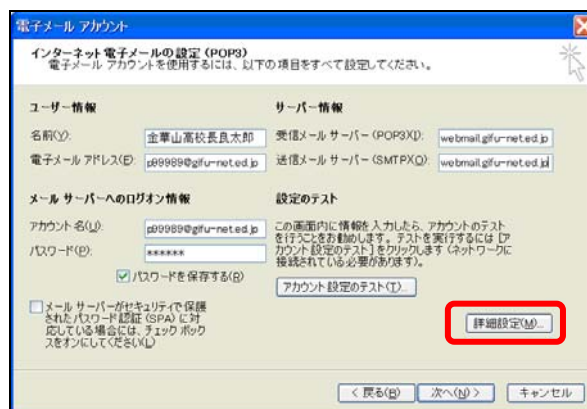 電子メール アカウント
インターネット電子メールの設定 (POP3)
電子メール アカウントを使用するには、以下の項目をすべて設定してください。
ユーザー情報
名前(Y):
金華山高校長良太郎
電子メール アドレス(E):
p99989@gifu-net.ed.jp
サーバー情報
受信メール サーバー (POP3)(I):
webmail.gifu-net.ed.jp
送信メール サーバー (SMTP)(O):
webmail.gifu-net.ed.jp
メール サーバーへのログオン情報
アカウント名(U):
p99989@gifu-net.ed.jp
パスワード(P):
******
パスワードを保存する(R)
メール サーバーがセキュリティで保護
されたパスワード認証 (SPA) に対
応している場合には、チェック ボック
スをオンにしてください(L)
設定のテスト
この画面内に情報を入力したら、アカウントのテスト
を行うことをお勧めします。テストを実行するには [ア
カウント設定のテスト] をクリックします (ネットワークに
接続されている必要があります)。
アカウント設定のテスト(T)...
詳細設定(M)...
< 戻る(B)
次へ(N) >
キャンセル